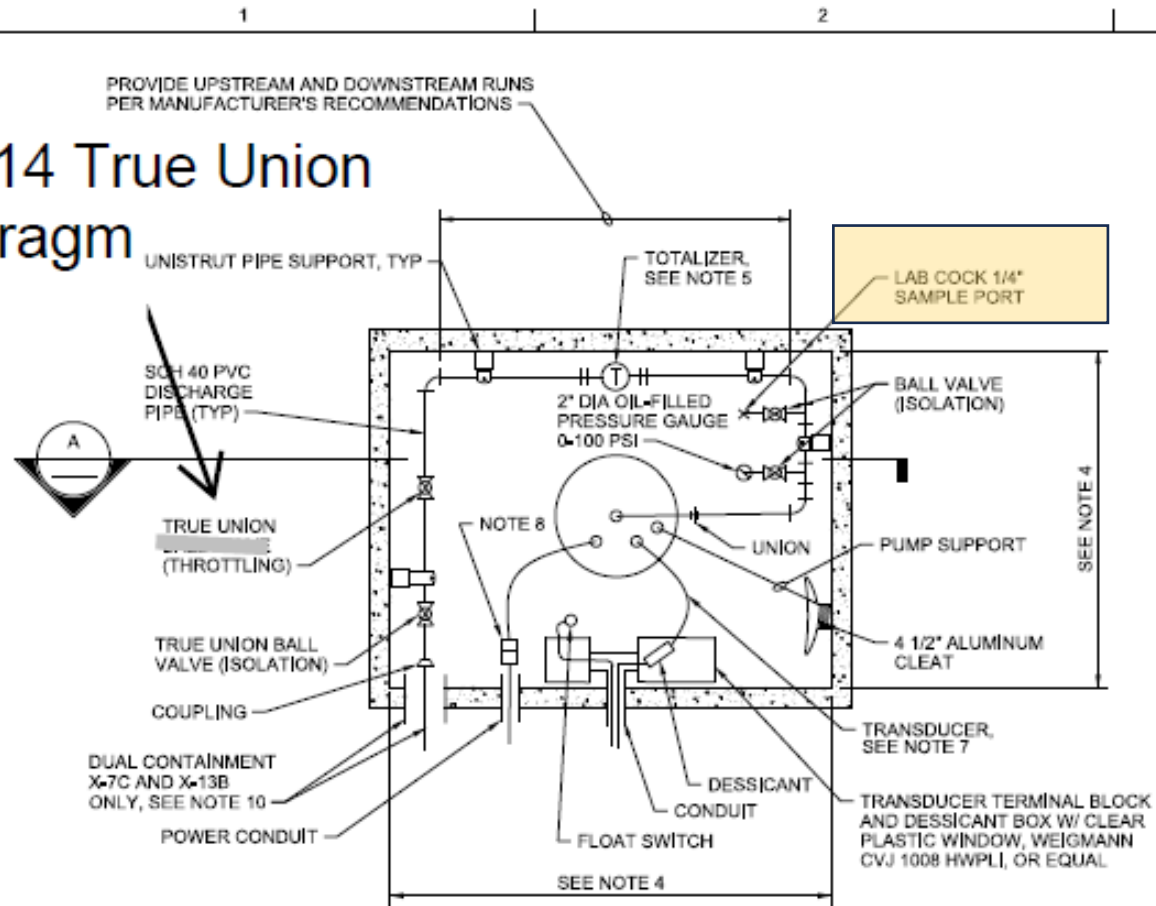 1
2
PROVIDE UPSTREAM AND DOWNSTREAM RUNS
PER MANUFACTURER'S RECOMMENDATIONS
14 True Union
ragm
UNISTRUT PIPE SUPPORT, TYP
TOTALIZER,
SEE NOTE 5
LAB COCK 1/4"
SAMPLE PORT
SCH 40 PVC
DISCHARGE
PIPE (TYP)
T
2" DIA OIL-FILLED
PRESSURE GAUGE
0-100 PSI
BALL VALVE
(ISOLATION)
A
SEE NOTE 4
TRUE UNION
(THROTTLING)
NOTE 8
UNION
PUMP SUPPORT
TRUE UNION BALL
VALVE (ISOLATION)
4 1/2" ALUMINUM
CLEAT
COUPLING
TRANSDUCER,
SEE NOTE 7
DUAL CONTAINMENT
X-7C AND X-13B
ONLY, SEE NOTE 10
DESSICANT
CONDUIT
POWER CONDUIT
FLOAT SWITCH
TRANSDUCER TERMINAL BLOCK
AND DESSICANT BOX W/ CLEAR
PLASTIC WINDOW, WEIGMANN
CVJ 1008 HWPLI, OR EQUAL
SEE NOTE 4